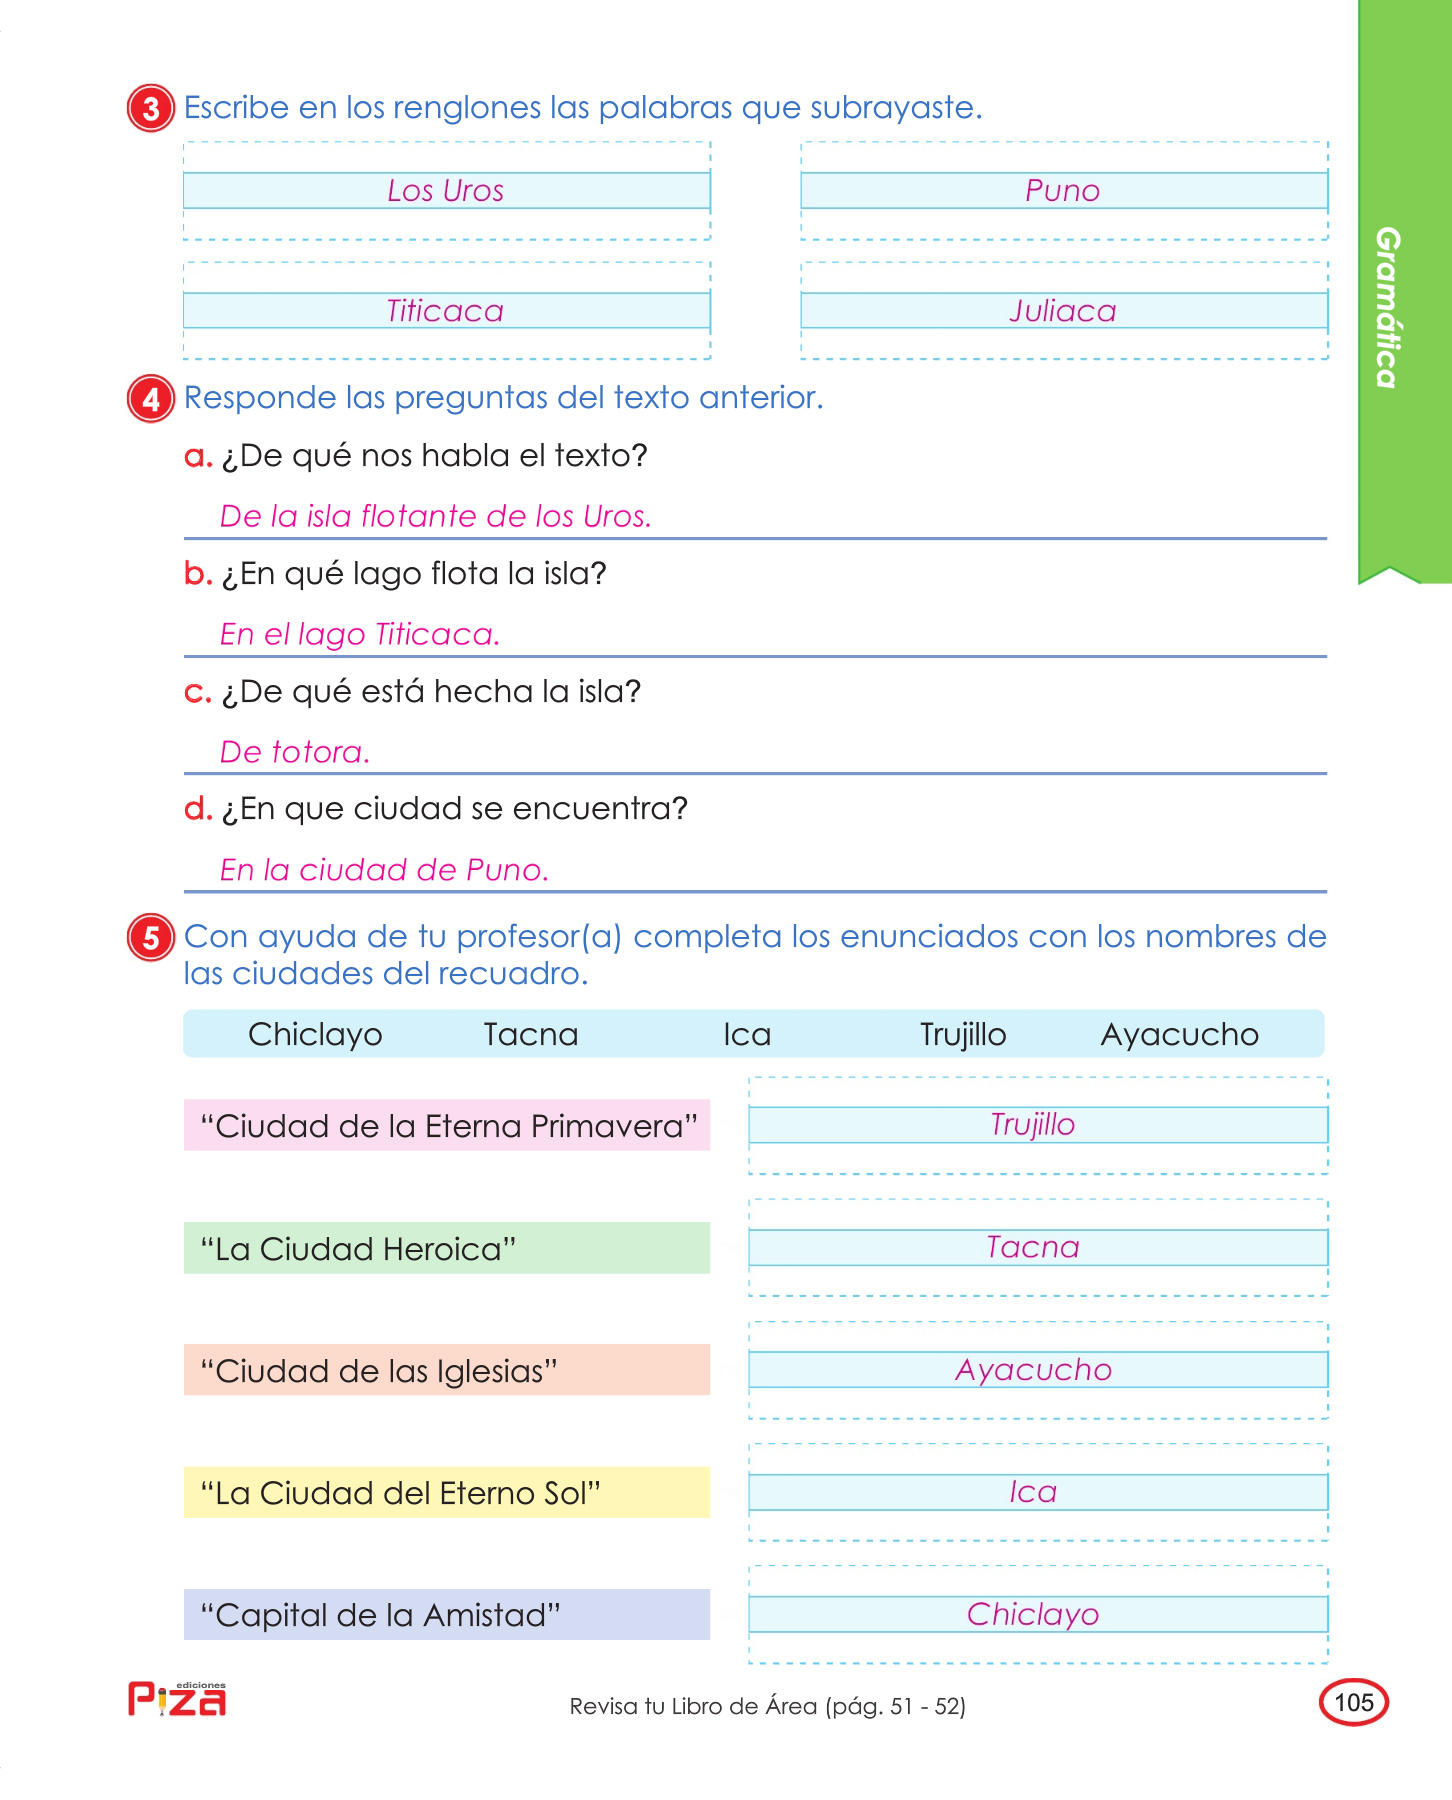 3 Escribe en los renglones las palabras que subrayaste.
Los Uros
Puno
Titicaca
Juliaca
Gramática
4 Responde las preguntas del texto anterior.
a. ¿De qué nos habla el texto?
De la isla flotante de los Uros.
b. ¿En qué lago flota la isla?
En el lago Titicaca.
c. ¿De qué está hecha la isla?
De totora.
d. ¿En que ciudad se encuentra?
En la ciudad de Puno.
5 Con ayuda de tu profesor(a) completa los enunciados con los nombres de
las ciudades del recuadro.
Chiclayo Tacna Ica Trujillo Ayacucho
“Ciudad de la Eterna Primavera” Trujillo
“La Ciudad Heroica” Tacna
“Ciudad de las Iglesias” Ayacucho
“La Ciudad del Eterno Sol” Ica
“Capital de la Amistad” Chiclayo
ediciones
Piza
Revisa tu Libro de Área (pág. 51 - 52)
105